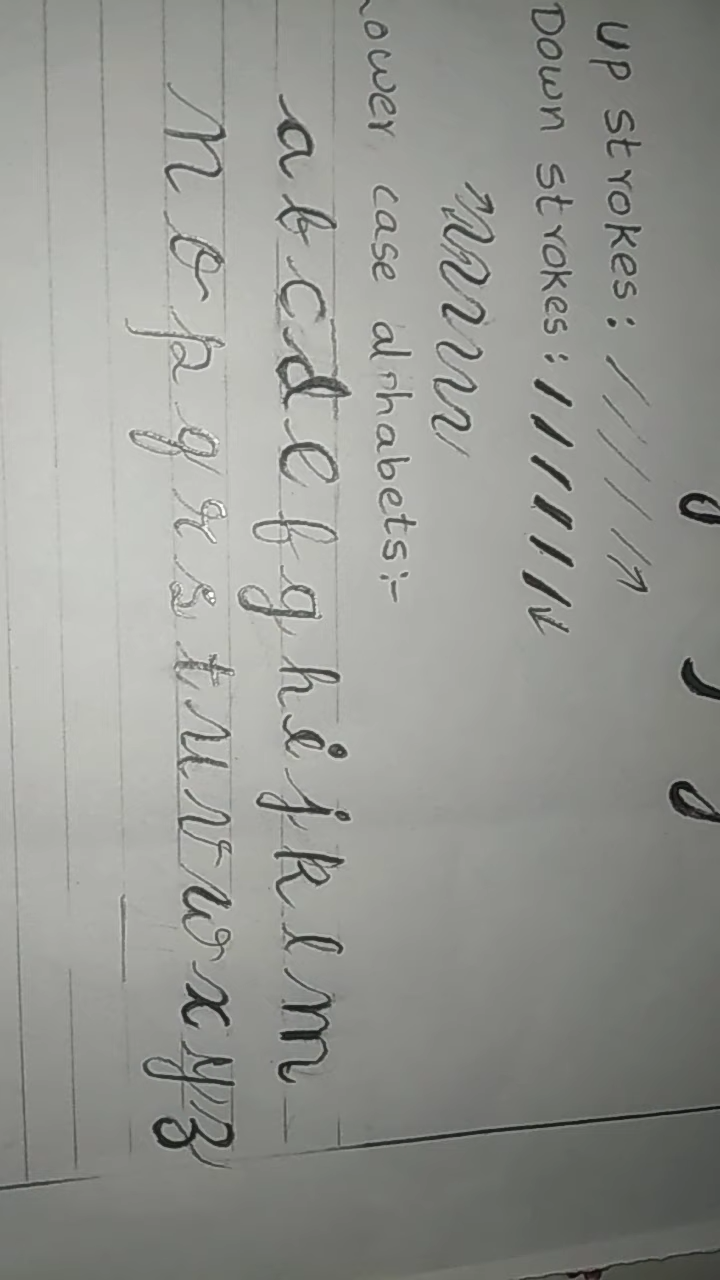 Up strokes:
Down strokes:
Lower case alphabets:-
a b c d e f g h i j k l m
n o p q r s t u v w x y z